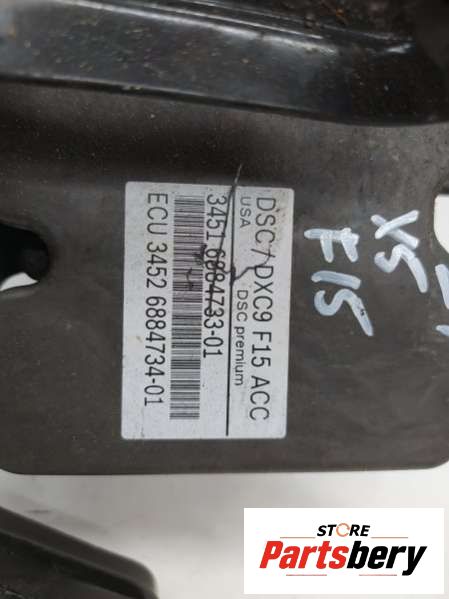 DSC / DXC9 F15 ACC
USA
DSC premium
3451 6884733-01
ECU 3452 6884734-01
X5
F15
STORE
Partsbery